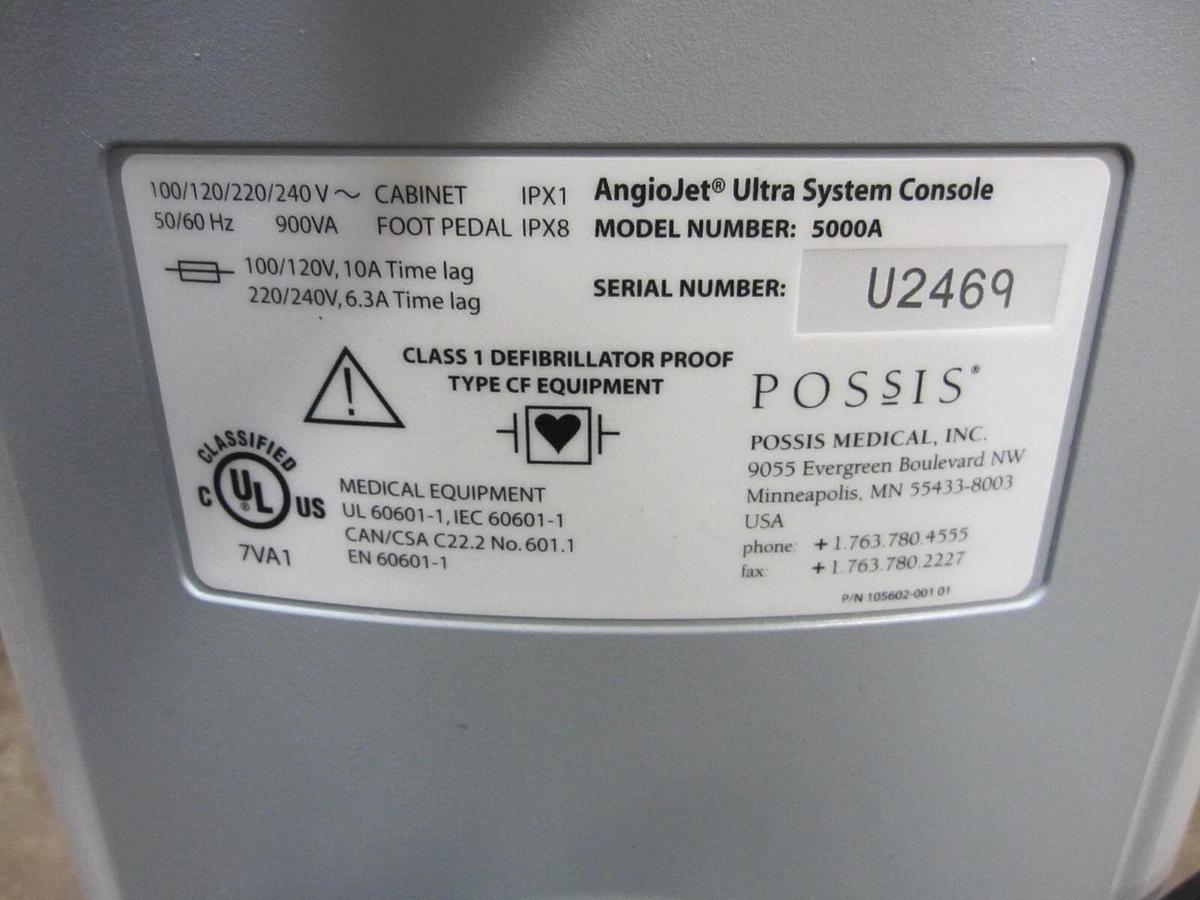 100/120/220/240 V ~ CABINET IPX1
50/60 Hz 900VA FOOT PEDAL IPX8
100/120V, 10A Time lag
220/240V, 6.3A Time lag
AngioJet® Ultra System Console
MODEL NUMBER: 5000A
SERIAL NUMBER: U2469
CLASS 1 DEFIBRILLATOR PROOF
TYPE CF EQUIPMENT
CLASSIFIED
C UL® US
7VA1
MEDICAL EQUIPMENT
UL 60601-1, IEC 60601-1
CAN/CSA C22.2 No. 601.1
EN 60601-1
POSSIS®
POSSIS MEDICAL, INC.
9055 Evergreen Boulevard NW
Minneapolis, MN 55433-8003
USA
phone: +1.763.780.4555
fax: +1.763.780.2227
P/N 105602-001 01